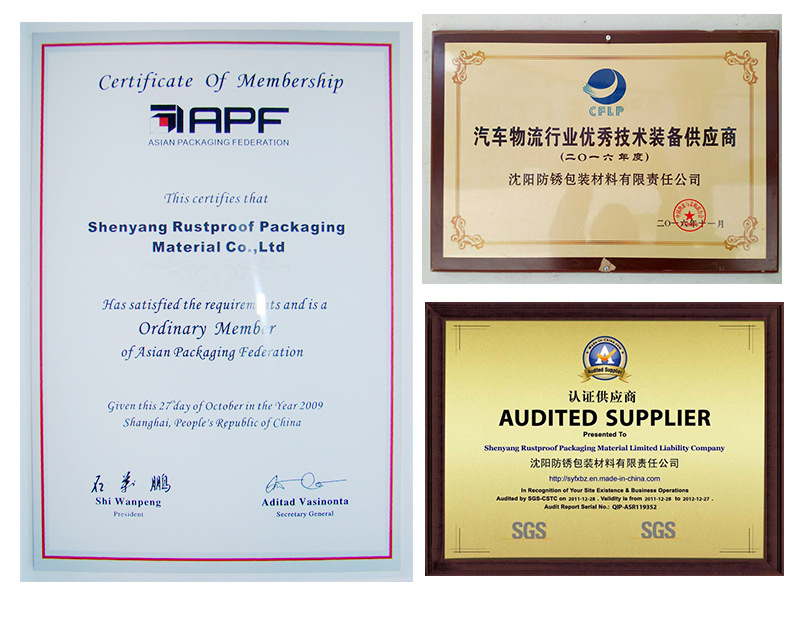 Certificate Of Membership
APF
ASIAN PACKAGING FEDERATION
This certifies that
Shenyang Rustproof Packaging
Material Co.,Ltd
Has satisfied the requirements and is a
Ordinary Member
of Asian Packaging Federation
Given this 27th day of October in the Year 2009
Shanghai, People's Republic of China
石万鹏
Shi Wanpeng
President
Aditad Vasinonta
Secretary General
CFLP
汽车物流行业优秀技术装备供应商
(二〇一六年度)
沈阳防锈包装材料有限责任公司
二〇一六年十一月
Made-in-China.com
Audited Supplier
认证供应商
AUDITED SUPPLIER
Presented To
Shenyang Rustproof Packaging Material Limited Liability Company
沈阳防锈包装材料有限责任公司
http://syfxbz.en.made-in-china.com
In Recognition of Your Site Existence & Business Operations
Audited by SGS-CSTC on 2011-12-28 . Validity is from 2011-12-28 to 2012-12-27 .
Audit Report Serial No.: QIP-ASR119352
SGS SGS